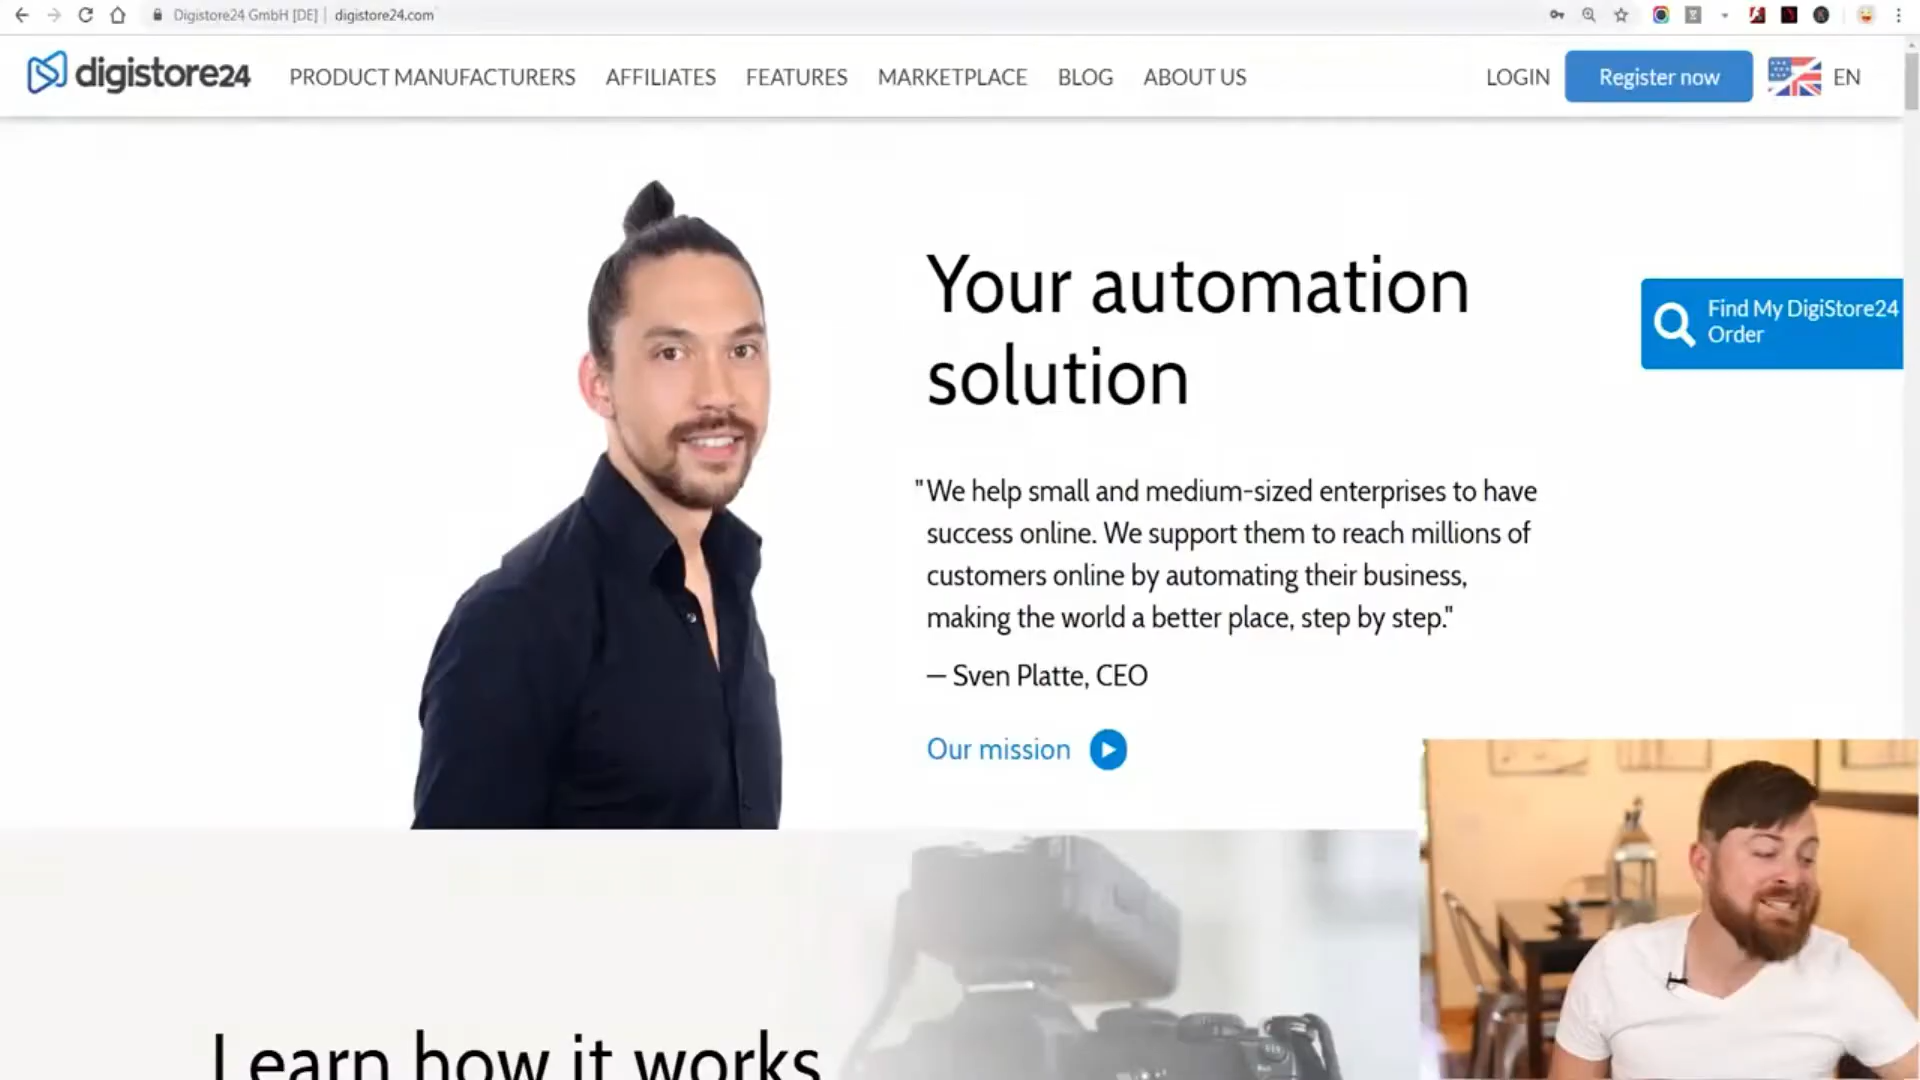 Digistore24 GmbH [DE] | digistore24.com
digistore24
PRODUCT MANUFACTURERS
AFFILIATES
FEATURES
MARKETPLACE
BLOG
ABOUT US
LOGIN
Register now
EN
Your automation
solution
Find My DigiStore24
Order
"We help small and medium-sized enterprises to have
success online. We support them to reach millions of
customers online by automating their business,
making the world a better place, step by step."
— Sven Platte, CEO
Our mission
Learn how it works